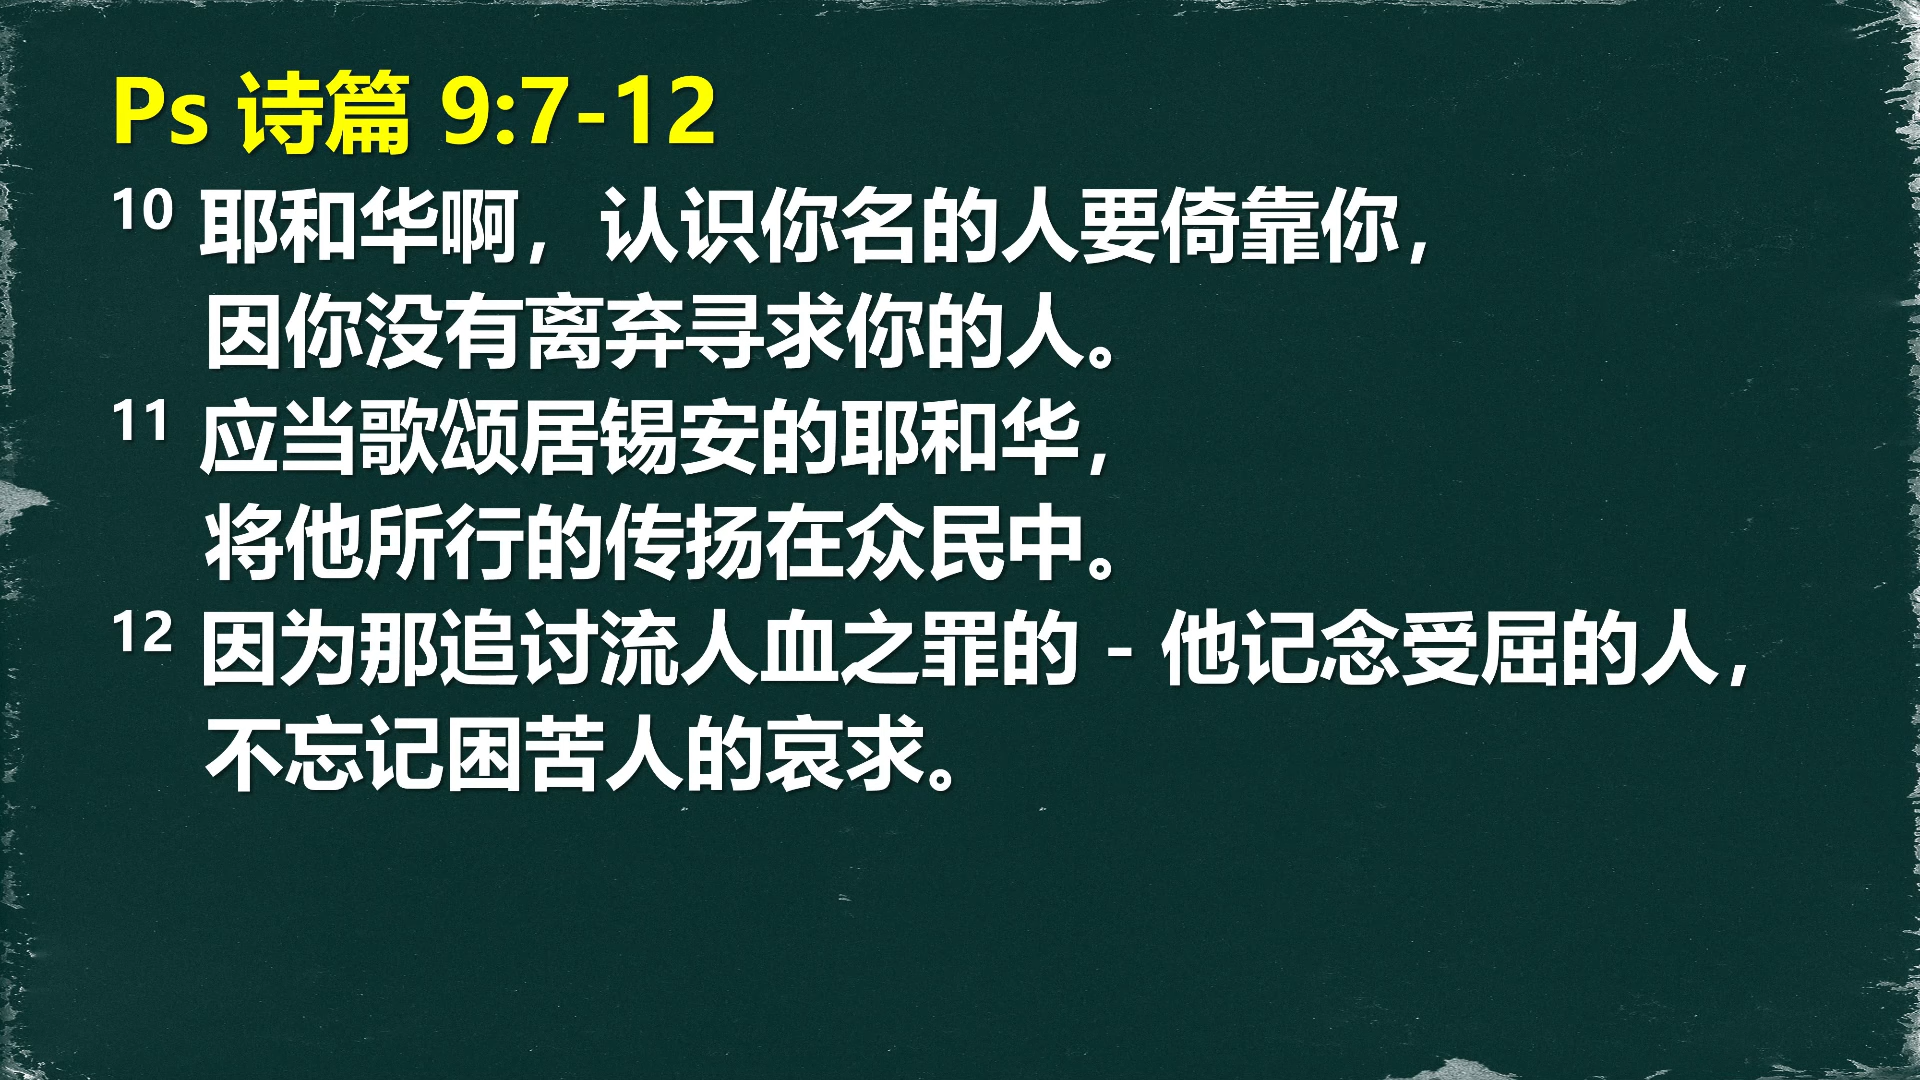 Ps 诗篇 9:7-12
10 耶和华啊，认识你名的人要倚靠你，
因你没有离弃寻求你的人。
11 应当歌颂居锡安的耶和华，
将他所行的传扬在众民中。
12 因为那追讨流人血之罪的 - 他记念受屈的人，
不忘记困苦人的哀求。